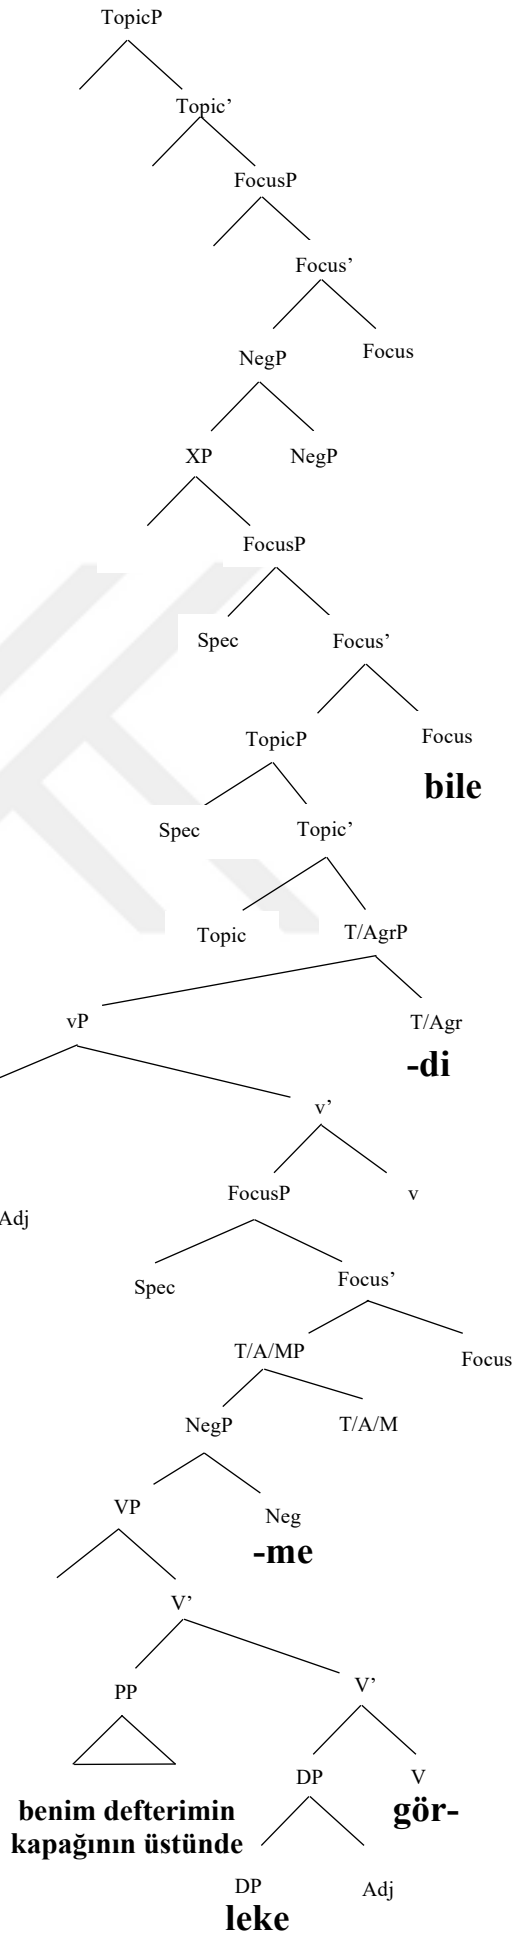 TopicP
Topic’
FocusP
Focus’
NegP Focus
XP NegP
FocusP
Spec Focus’
TopicP Focus
bile
Spec Topic’
Topic T/AgrP
vP T/Agr
-di
v’
FocusP v
Adj
Spec Focus’
T/A/MP Focus
NegP T/A/M
VP Neg
-me
V’
PP V’
DP V
benim defterimin gör-
kapağının üstünde
DP Adj
leke